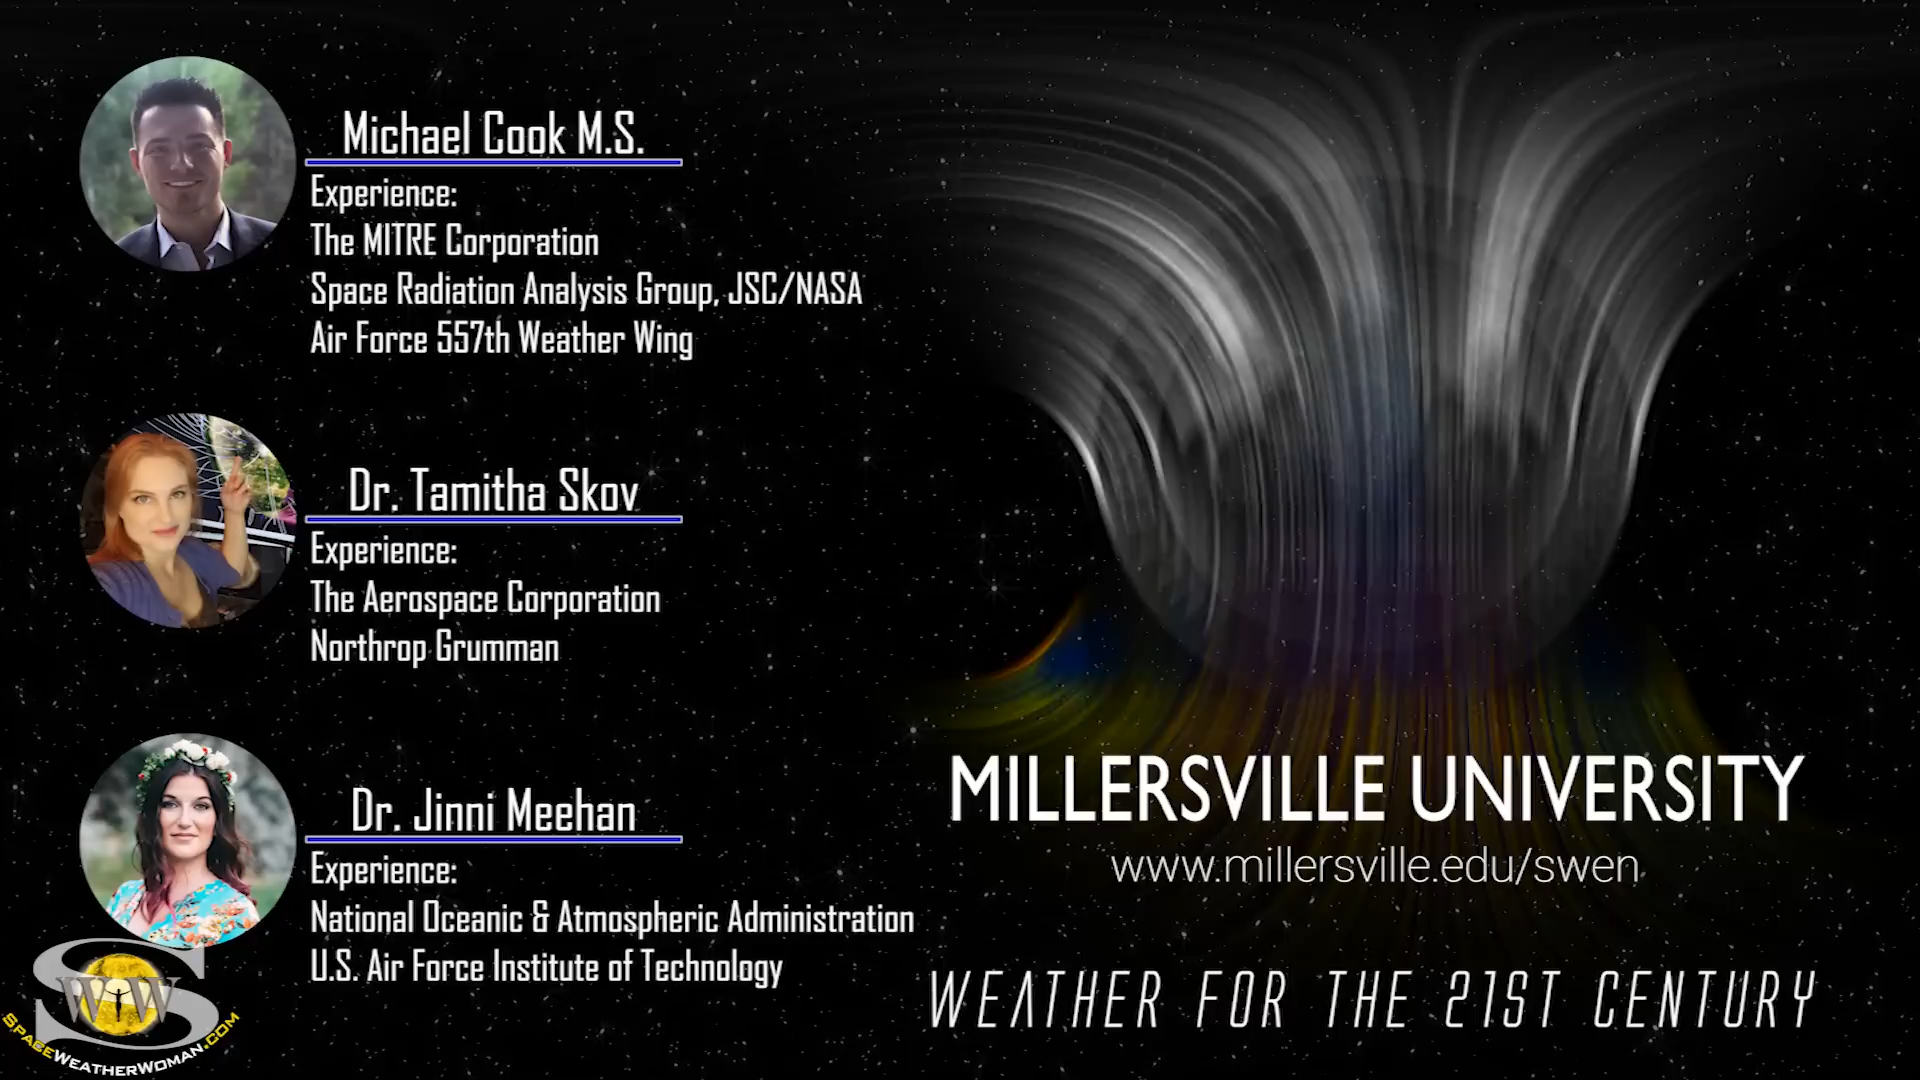 Michael Cook M.S.
Experience:
The MITRE Corporation
Space Radiation Analysis Group, JSC/NASA
Air Force 557th Weather Wing
Dr. Tamitha Skov
Experience:
The Aerospace Corporation
Northrop Grumman
Dr. Jinni Meehan
Experience:
National Oceanic & Atmospheric Administration
U.S. Air Force Institute of Technology
MILLERSVILLE UNIVERSITY
www.millersville.edu/swen
WEATHER FOR THE 21ST CENTURY
S
WW
SPACEWEATHERWOMAN.COM